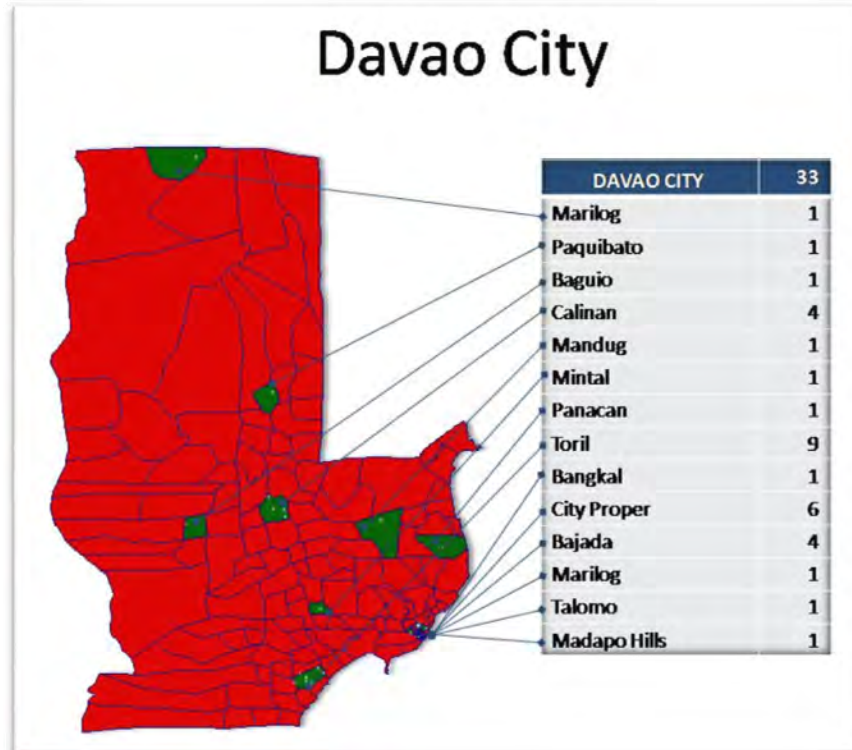 Davao City
DAVAO CITY 33
Marilog 1
Paquibato 1
Baguio 1
Calinan 4
Mandug 1
Mintal 1
Panacan 1
Toril 9
Bangkal 1
City Proper 6
Bajada 4
Marilog 1
Talomo 1
Madapo Hills 1